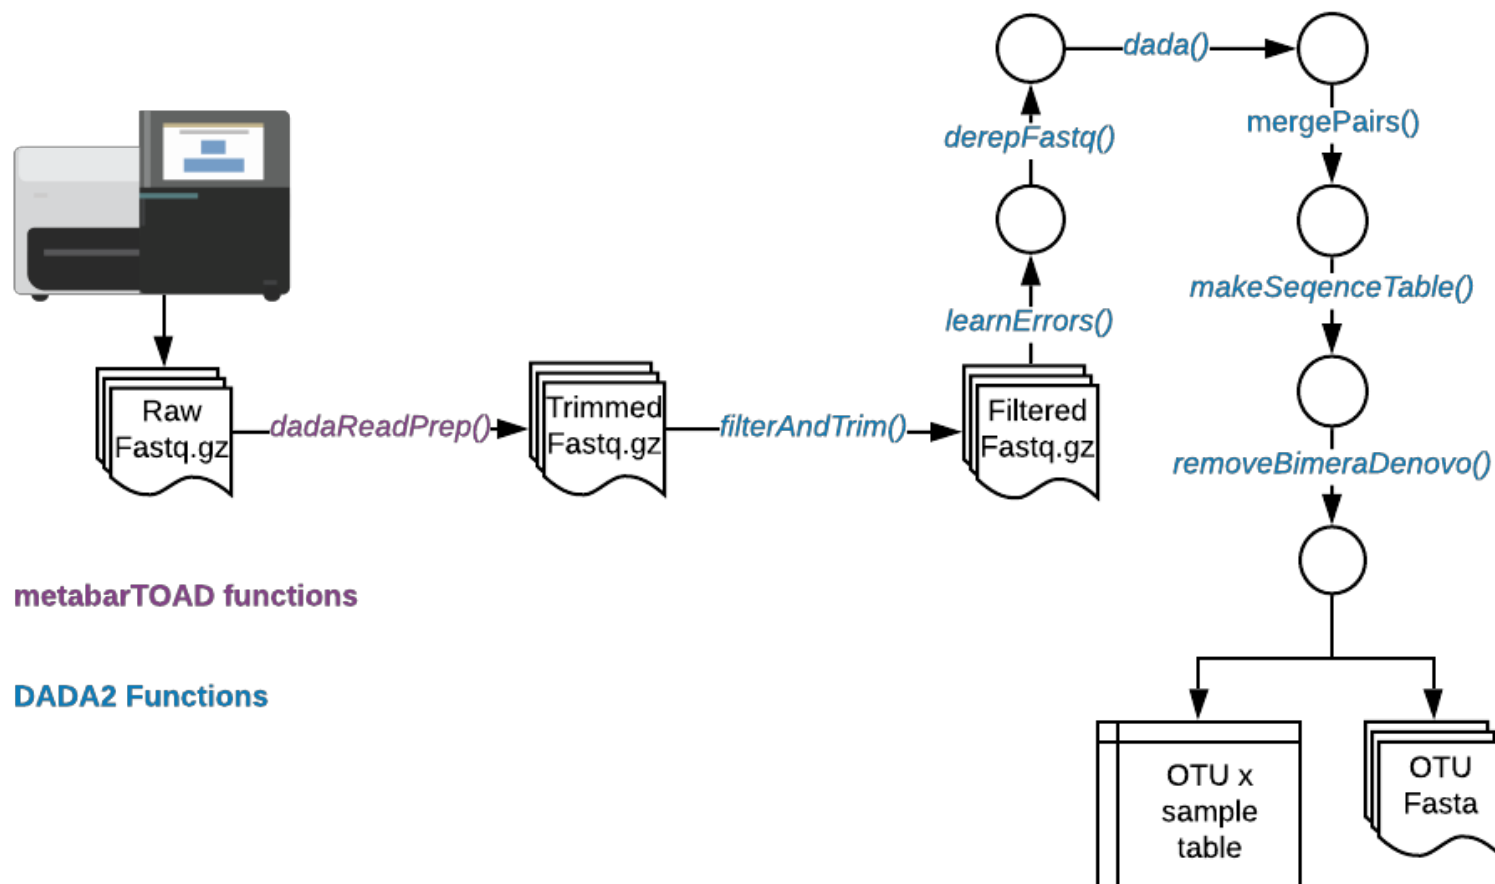 dada()
derepFastq()
mergePairs()
makeSeqenceTable()
learnErrors()
Raw
Fastq.gz
dadaReadPrep()
Trimmed
Fastq.gz
filterAndTrim()
Filtered
Fastq.gz
removeBimeraDenovo()
metabarTOAD functions
DADA2 Functions
OTU x
sample
table
OTU
Fasta